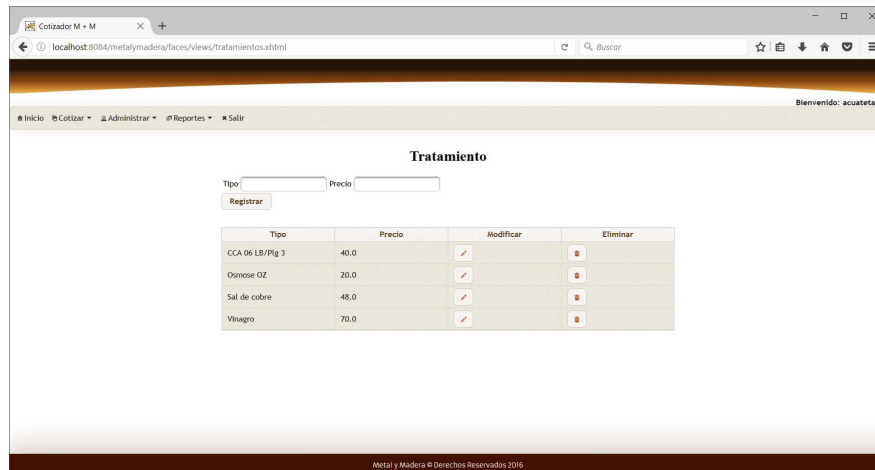 Cotizador M + M
localhost:8084/metalymadera/faces/views/tratamientos.xhtml
Buscar
Bienvenido: acuateta
Inicio Cotizar Administrar Reportes Salir
Tratamiento
Tipo Precio
Registrar
Tipo Precio Modificar Eliminar
CCA 06 LB/Plg 3 40.0
Osmose OZ 20.0
Sal de cobre 48.0
Vinagro 70.0
Metal y Madera © Derechos Reservados 2016